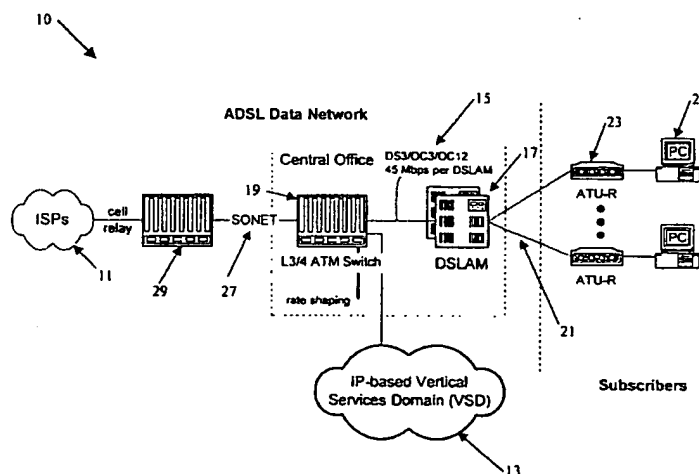 10
ADSL Data Network
15
23
PC
Central Office
DS3/OC3/OC12
45 Mbps per DSLAM
17
19
ISPs
cell
relay
SONET
ATU-R
PC
L3/4 ATM Switch
DSLAM
11
29
27
rate shaping
ATU-R
21
IP-based Vertical
Services Domain (VSD)
Subscribers
13